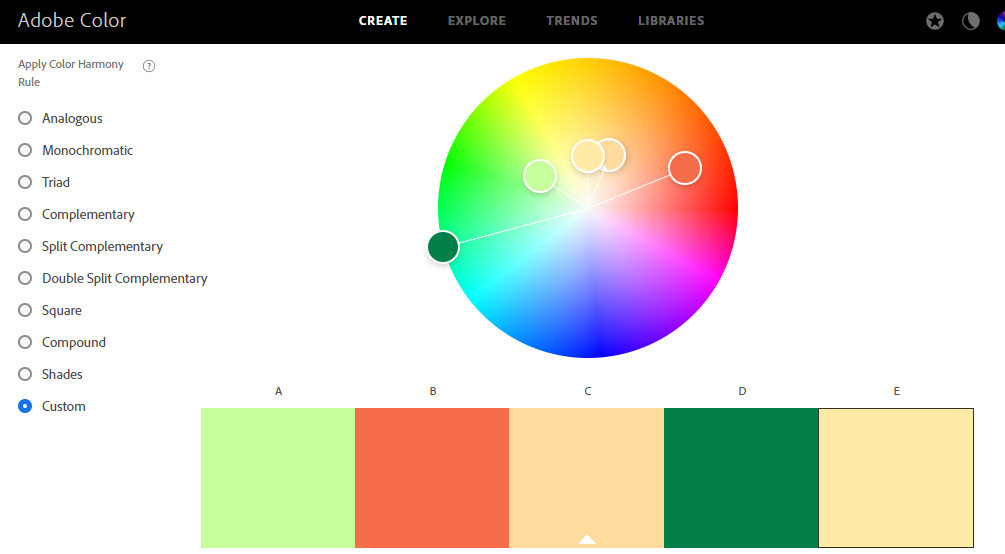 Adobe Color
CREATE EXPLORE TRENDS LIBRARIES
Apply Color Harmony
Rule
?
Analogous
Monochromatic
Triad
Complementary
Split Complementary
Double Split Complementary
Square
Compound
Shades
Custom
A B C D E